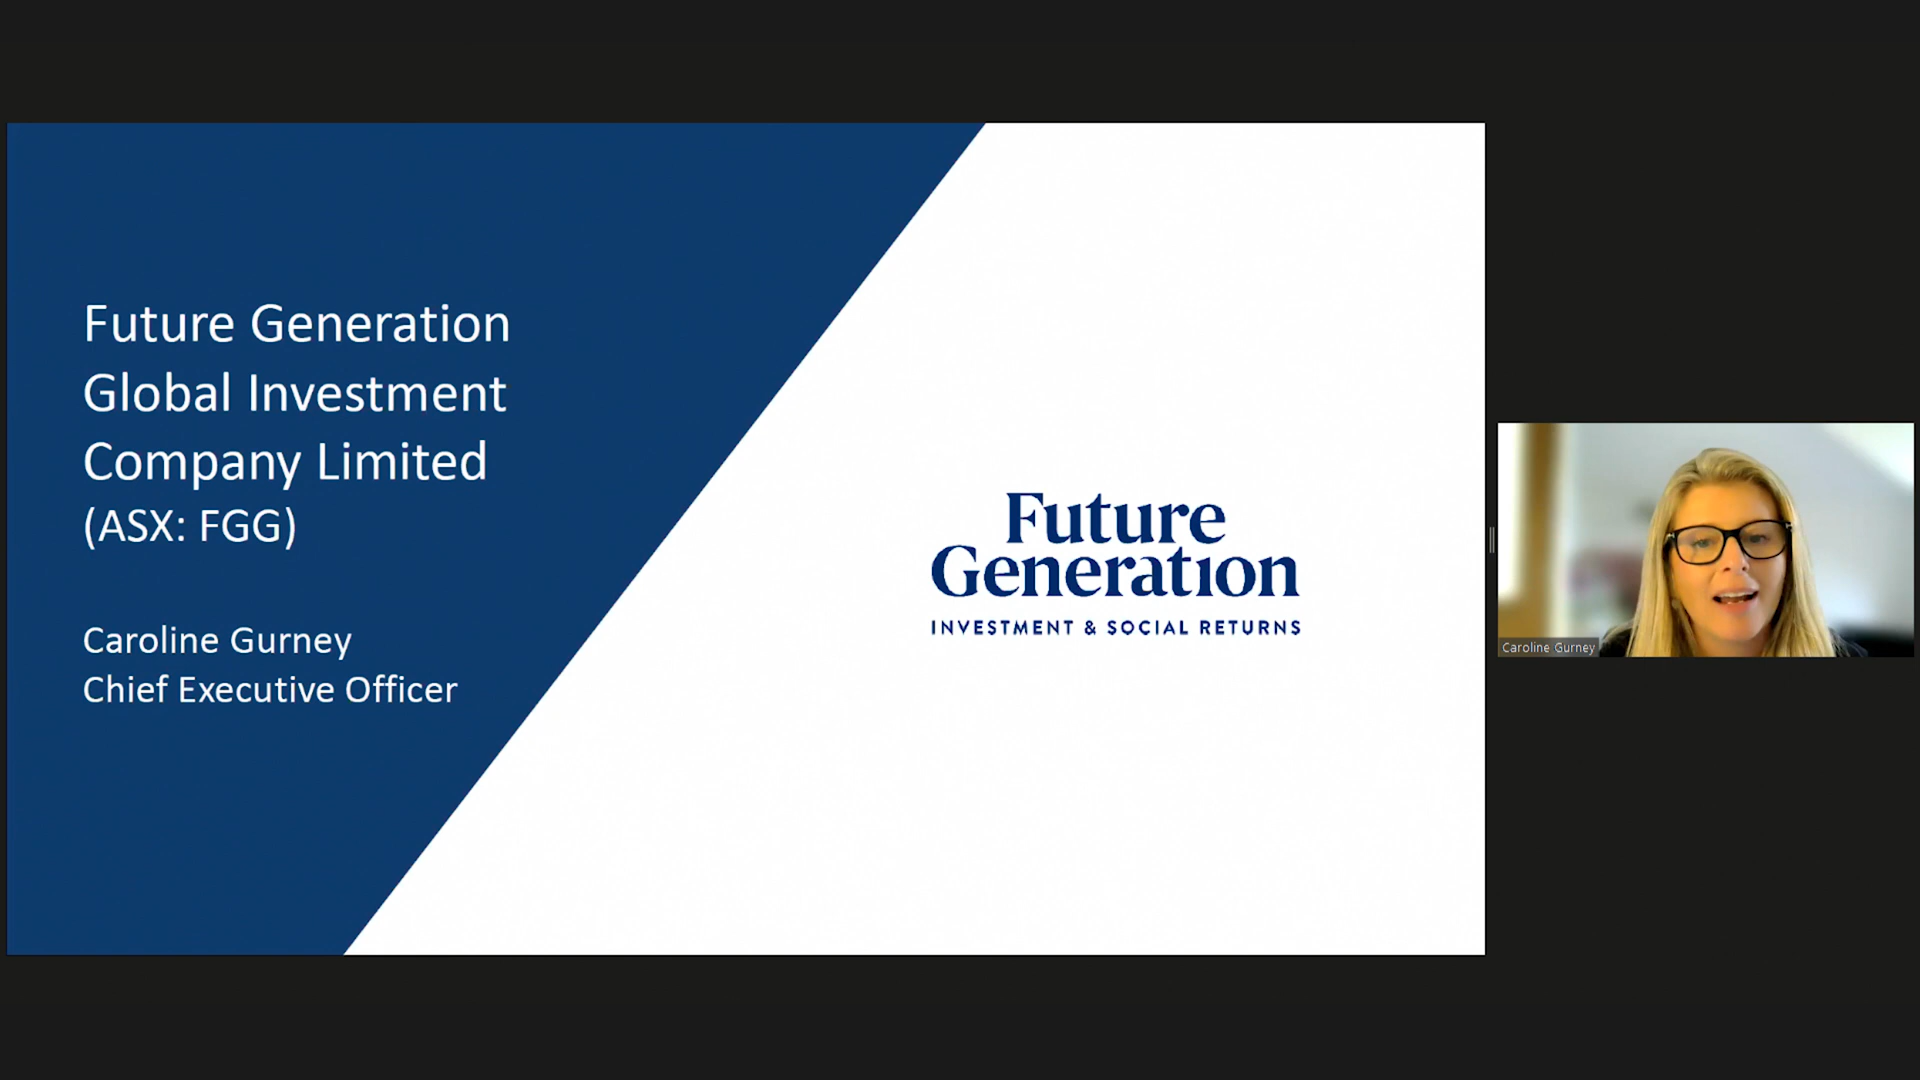 Future Generation
Global Investment
Company Limited
(ASX: FGG)
Caroline Gurney
Chief Executive Officer
Future
Generation
INVESTMENT & SOCIAL RETURNS
Caroline Gurney